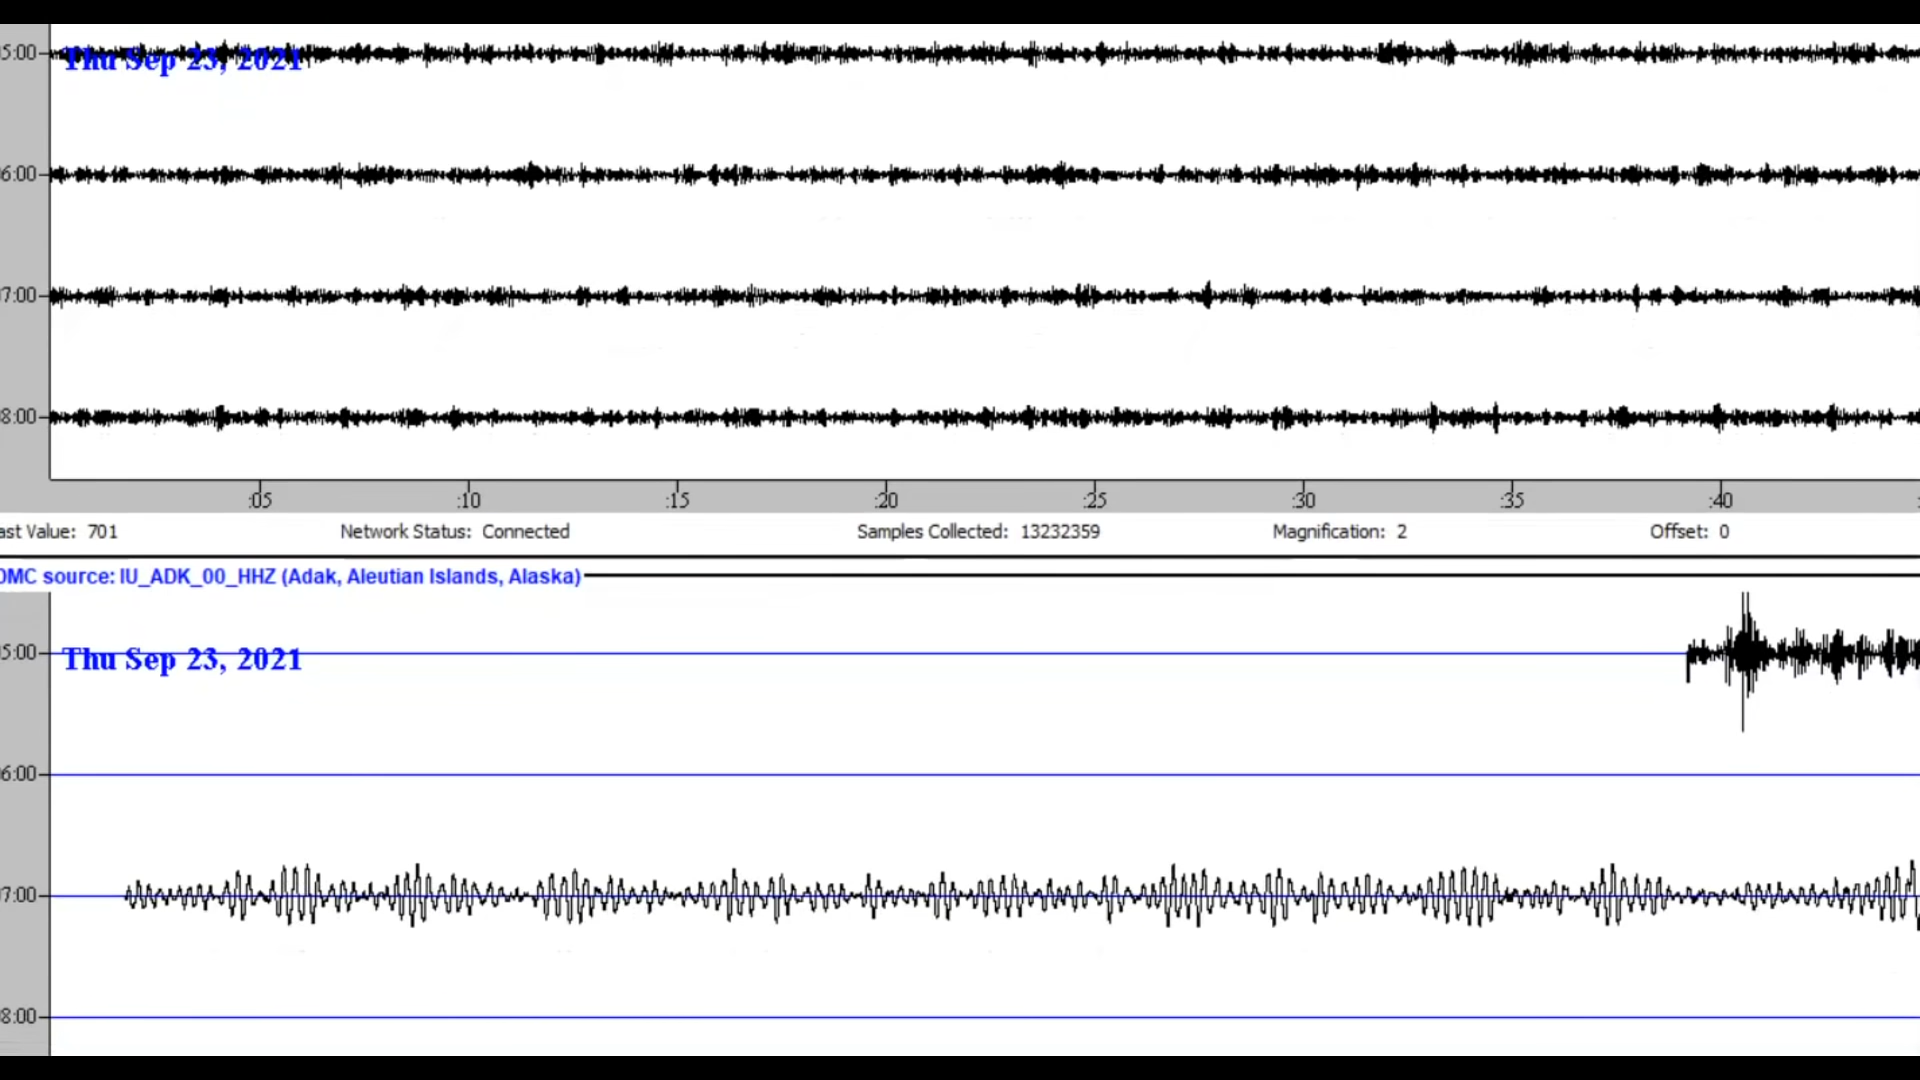 5:00
Thu Sep 23, 2021
6:00
7:00
8:00
:05 :10 :15 :20 :25 :30 :35 :40
ast Value: 701 Network Status: Connected Samples Collected: 13232359 Magnification: 2 Offset: 0
DMC source: IU_ADK_00_HHZ (Adak, Aleutian Islands, Alaska)
5:00
Thu Sep 23, 2021
6:00
7:00
8:00